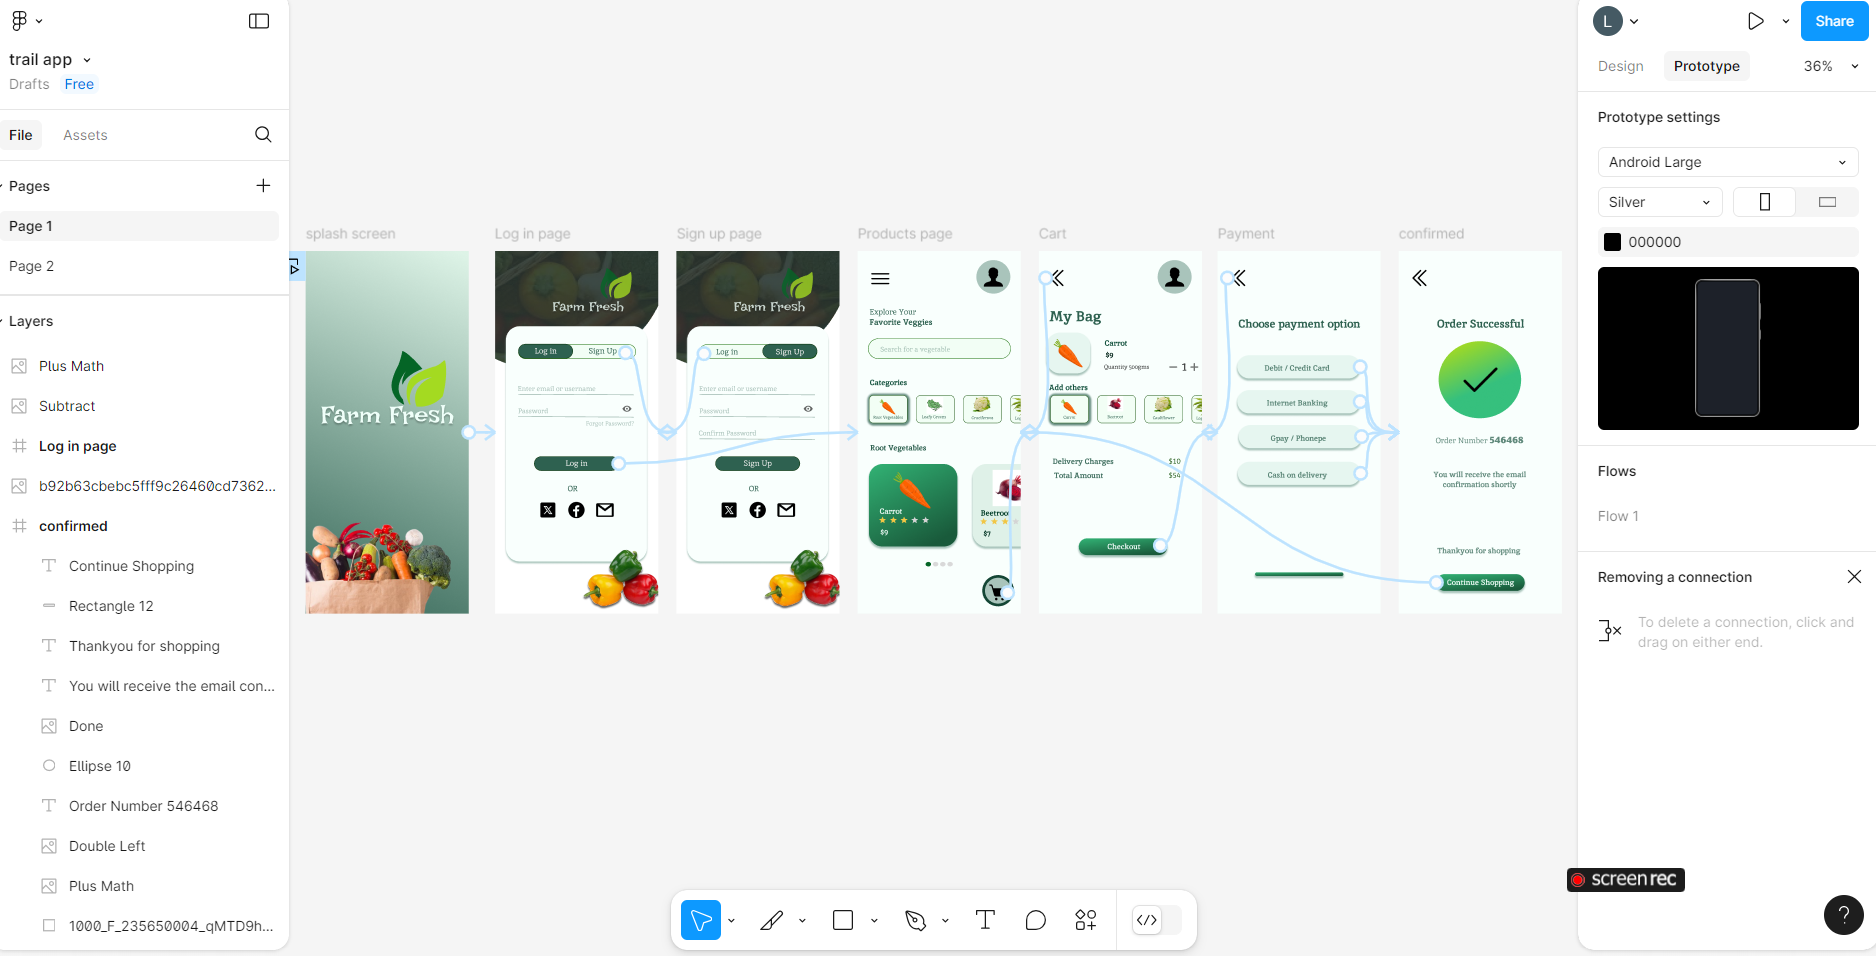 trail app
Drafts Free
File Assets
Pages
Page 1
Page 2
Layers
Plus Math
Subtract
Log in page
b92b63cbebc5fff9c26460cd7362...
confirmed
Continue Shopping
Rectangle 12
Thankyou for shopping
You will receive the email con...
Done
Ellipse 10
Order Number 546468
Double Left
Plus Math
1000_F_235650004_qMTD9h...
splash screen
Farm Fresh
Log in page
Farm Fresh
Log in Sign Up
Enter email or username
Password
Forgot Password?
Log in
OR
Sign up page
Farm Fresh
Log in Sign Up
Enter email or username
Password
Confirm Password
Sign Up
OR
Products page
Explore Your
Favorite Veggies
Search for a vegetable
Categories
Root Vegetables Leafy Greens Cruciferous
Root Vegetables
Carrot
$9
Beetroo
$7
Cart
My Bag
Carrot
$9
Quantity 500gms 1
Add others
Carrot Beetroot Cauliflower
Delivery Charges $10
Total Amount $54
Checkout
Payment
Choose payment option
Debit / Credit Card
Internet Banking
Gpay / Phonepe
Cash on delivery
confirmed
Order Successful
Order Number 546468
You will receive the email
confirmation shortly
Thankyou for shopping
Continue Shopping
L
Share
Design Prototype 36%
Prototype settings
Android Large
Silver
000000
Flows
Flow 1
Removing a connection
To delete a connection, click and
drag on either end.
screenrec
?